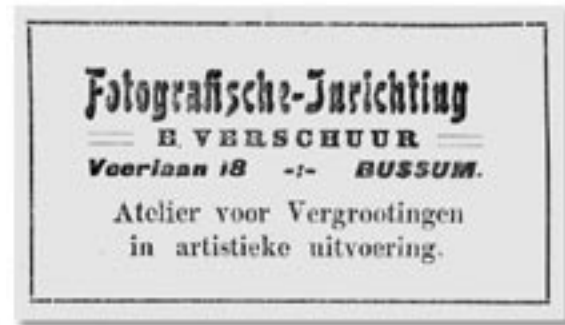 Fotografische-Inrichting
E. VERSCHUUR
Veerlaan 18 -:- BUSSUM.
Atelier voor Vergrootingen
in artistieke uitvoering.